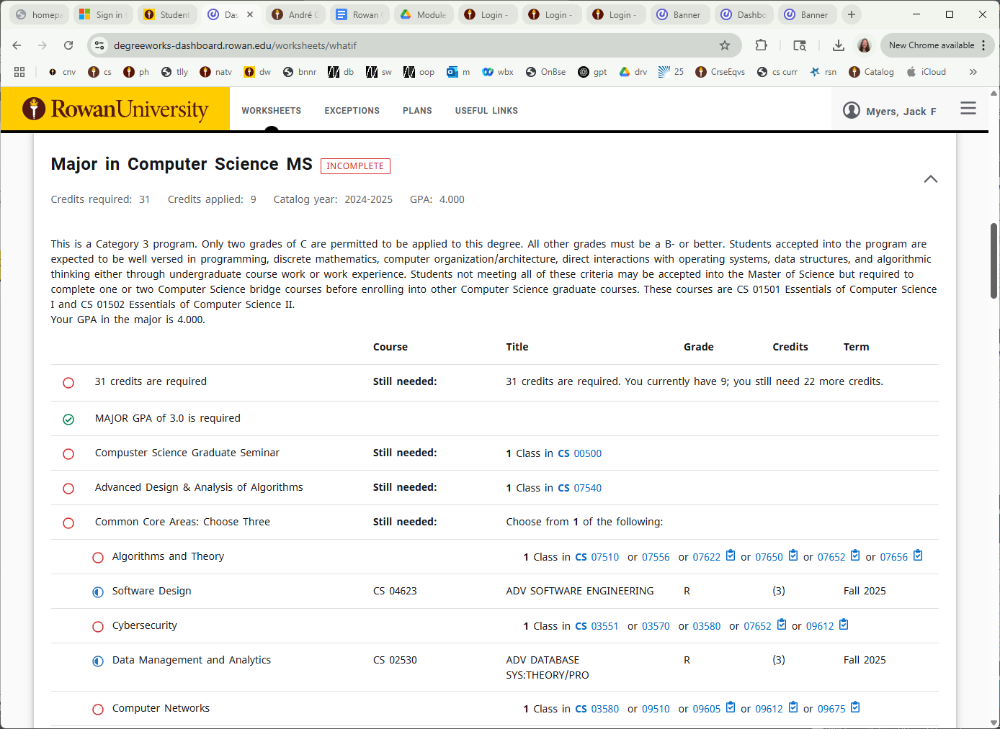 homepa
Sign in
Student
Das
André G
Rowan
Module
Login -
Login -
Login -
Banner
Dashbo
Banner
degreeworks-dashboard.rowan.edu/worksheets/whatif
New Chrome available
cnv cs ph tlly natv dw bnnr db sw oop m wbx OnBse gpt drv 25 CrseEqvs cs curr rsn Catalog iCloud
RowanUniversity
WORKSHEETS EXCEPTIONS PLANS USEFUL LINKS
Myers, Jack F
Major in Computer Science MS INCOMPLETE
Credits required: 31 Credits applied: 9 Catalog year: 2024-2025 GPA: 4.000
This is a Category 3 program. Only two grades of C are permitted to be applied to this degree. All other grades must be a B- or better. Students accepted into the program are
expected to be well versed in programming, discrete mathematics, computer organization/architecture, direct interactions with operating systems, data structures, and algorithmic
thinking either through undergraduate course work or work experience. Students not meeting all of these criteria may be accepted into the Master of Science but required to
complete one or two Computer Science bridge courses before enrolling into other Computer Science graduate courses. These courses are CS 01501 Essentials of Computer Science
I and CS 01502 Essentials of Computer Science II.
Your GPA in the major is 4.000.
Course Title Grade Credits Term
31 credits are required Still needed: 31 credits are required. You currently have 9; you still need 22 more credits.
MAJOR GPA of 3.0 is required
Compuster Science Graduate Seminar Still needed: 1 Class in CS 00500
Advanced Design & Analysis of Algorithms Still needed: 1 Class in CS 07540
Common Core Areas: Choose Three Still needed: Choose from 1 of the following:
Algorithms and Theory 1 Class in CS 07510 or 07556 or 07622 or 07650 or 07652 or 07656
Software Design CS 04623 ADV SOFTWARE ENGINEERING R (3) Fall 2025
Cybersecurity 1 Class in CS 03551 or 03570 or 03580 or 07652 or 09612
Data Management and Analytics CS 02530 ADV DATABASE R (3) Fall 2025
SYS:THEORY/PRO
Computer Networks 1 Class in CS 03580 or 09510 or 09605 or 09612 or 09675